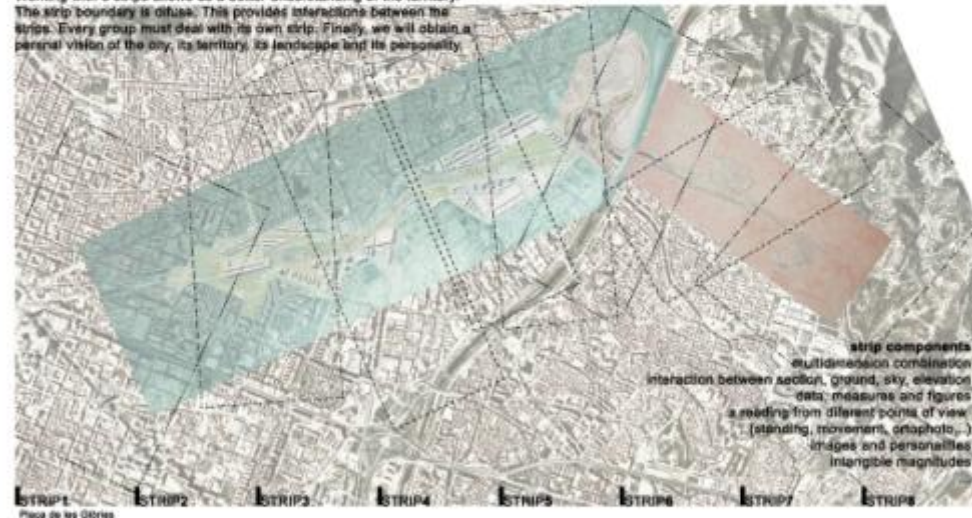 The strip boundary is difuse. This provides interactions between the
strips. Every group must deal with its own strip. Finally, we will obtain a
personal vision of the city, its territory, its landscape and its personality
strip components
multidimension combination
interaction between section, ground, sky, elevation
data, measures and figures
a reading from diferent points of view
(standing, movement, ortophoto,..)
images and personalities
intangible magnitudes
STRIP1 STRIP2 STRIP3 STRIP4 STRIP5 STRIP6 STRIP7 STRIP8
Plaça de les Glòries